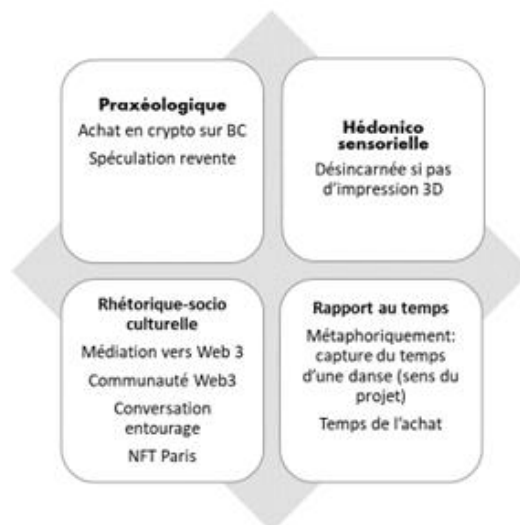 Praxéologique
Achat en crypto sur BC
Spéculation revente
Hédonico
sensorielle
Désincarnée si pas
d'impression 3D
Rhétorique-socio
culturelle
Médiation vers Web 3
Communauté Web3
Conversation
entourage
NFT Paris
Rapport au temps
Métaphoriquement:
capture du temps
d'une danse (sens du
projet)
Temps de l'achat